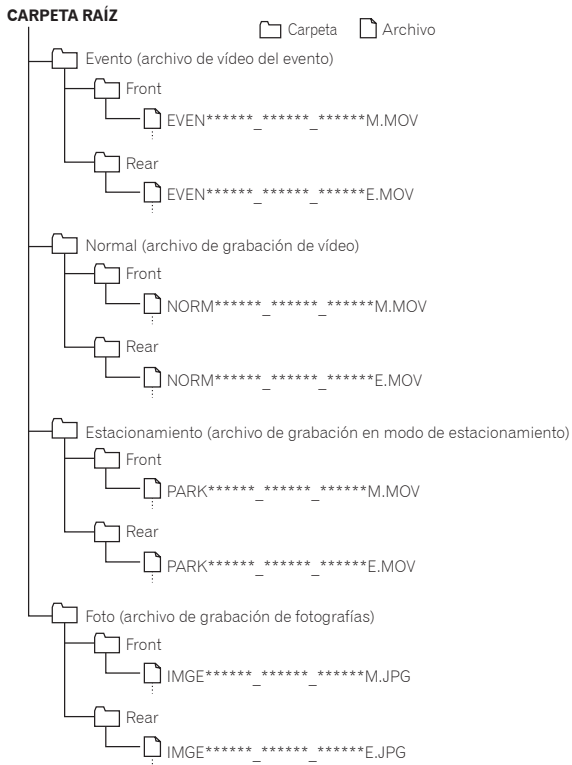 CARPETA RAÍZ
Carpeta Archivo
Evento (archivo de vídeo del evento)
Front
EVEN******_******_******M.MOV
Rear
EVEN******_******_******E.MOV
Normal (archivo de grabación de vídeo)
Front
NORM******_******_******M.MOV
Rear
NORM******_******_******E.MOV
Estacionamiento (archivo de grabación en modo de estacionamiento)
Front
PARK******_******_******M.MOV
Rear
PARK******_******_******E.MOV
Foto (archivo de grabación de fotografías)
Front
IMGE******_******_******M.JPG
Rear
IMGE******_******_******E.JPG